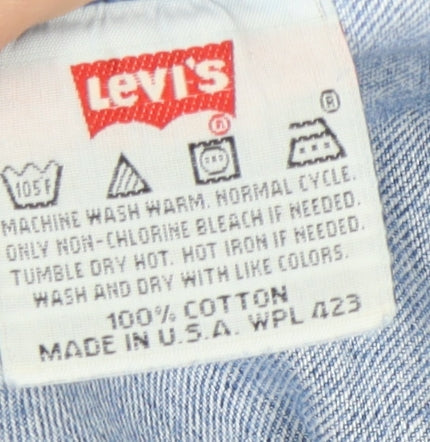 LEVI'S
®
®
105F
MACHINE WASH WARM. NORMAL CYCLE.
ONLY NON-CHLORINE BLEACH IF NEEDED.
TUMBLE DRY HOT. HOT IRON IF NEEDED.
WASH AND DRY WITH LIKE COLORS.
100% COTTON
MADE IN U.S.A. WPL 423